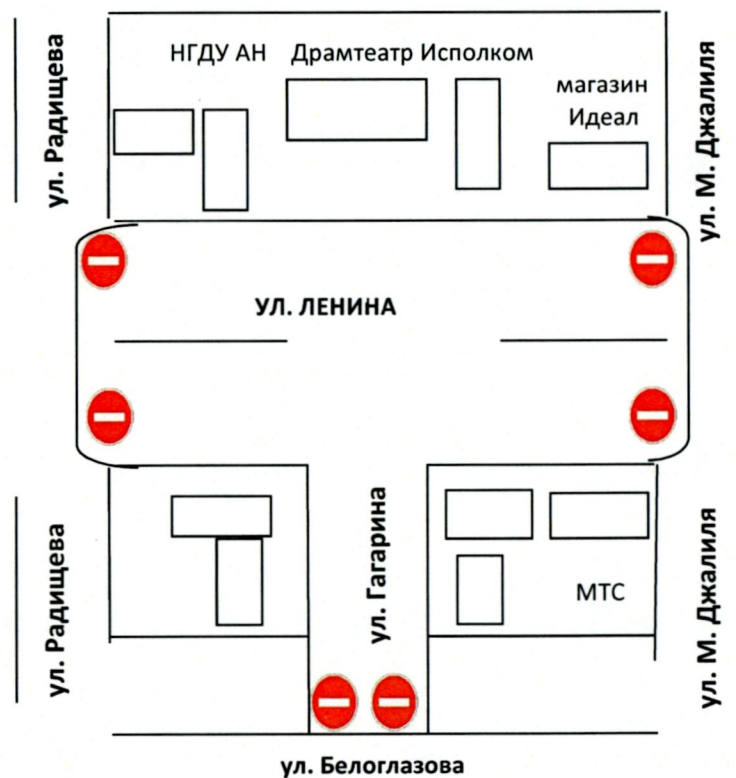 НГДУ АН Драмтеатр Исполком
магазин
Идеал
ул. Радищева
ул. М. Джалиля
УЛ. ЛЕНИНА
ул. Радищева
ул. Гагарина
МТС
ул. М. Джалиля
ул. Белоглазова